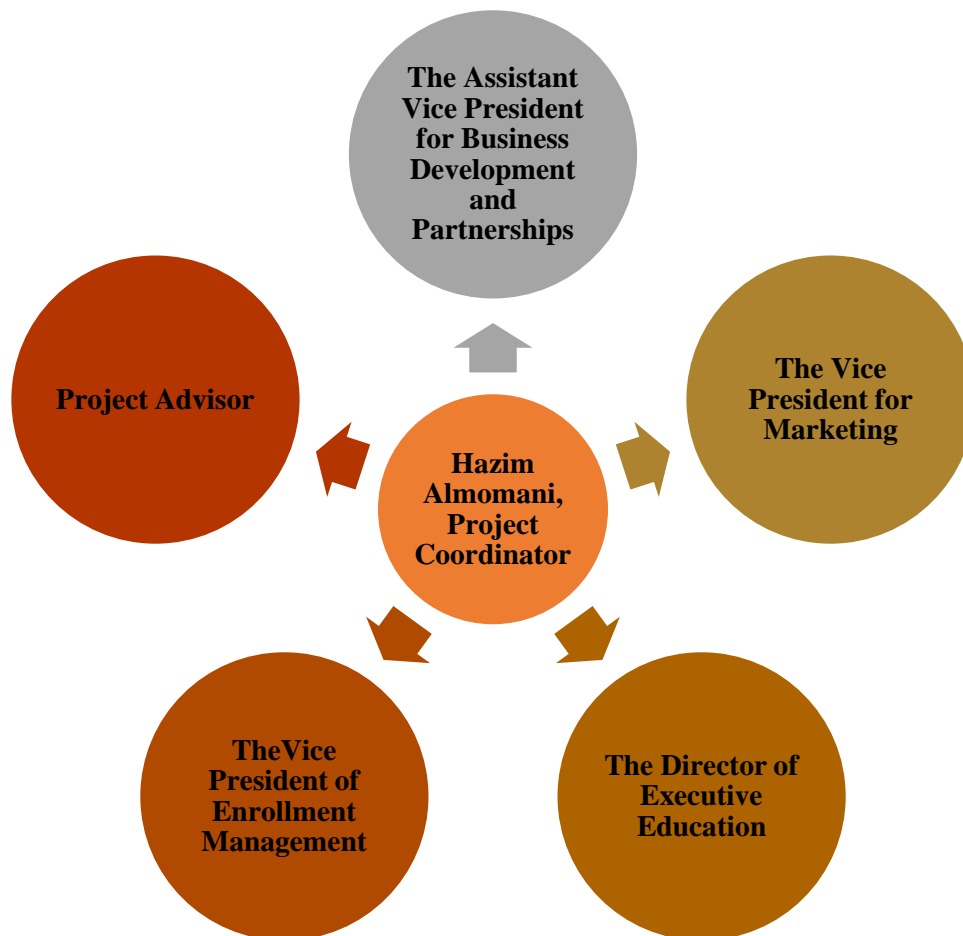 The Assistant
Vice President
for Business
Development
and
Partnerships
Project Advisor
The Vice
President for
Marketing
Hazim
Almomani,
Project
Coordinator
TheVice
President of
Enrollment
Management
The Director of
Executive
Education